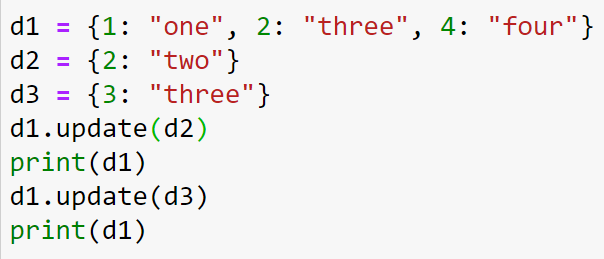 d1 = {1: "one", 2: "three", 4: "four"}
d2 = {2: "two"}
d3 = {3: "three"}
d1.update(d2)
print(d1)
d1.update(d3)
print(d1)